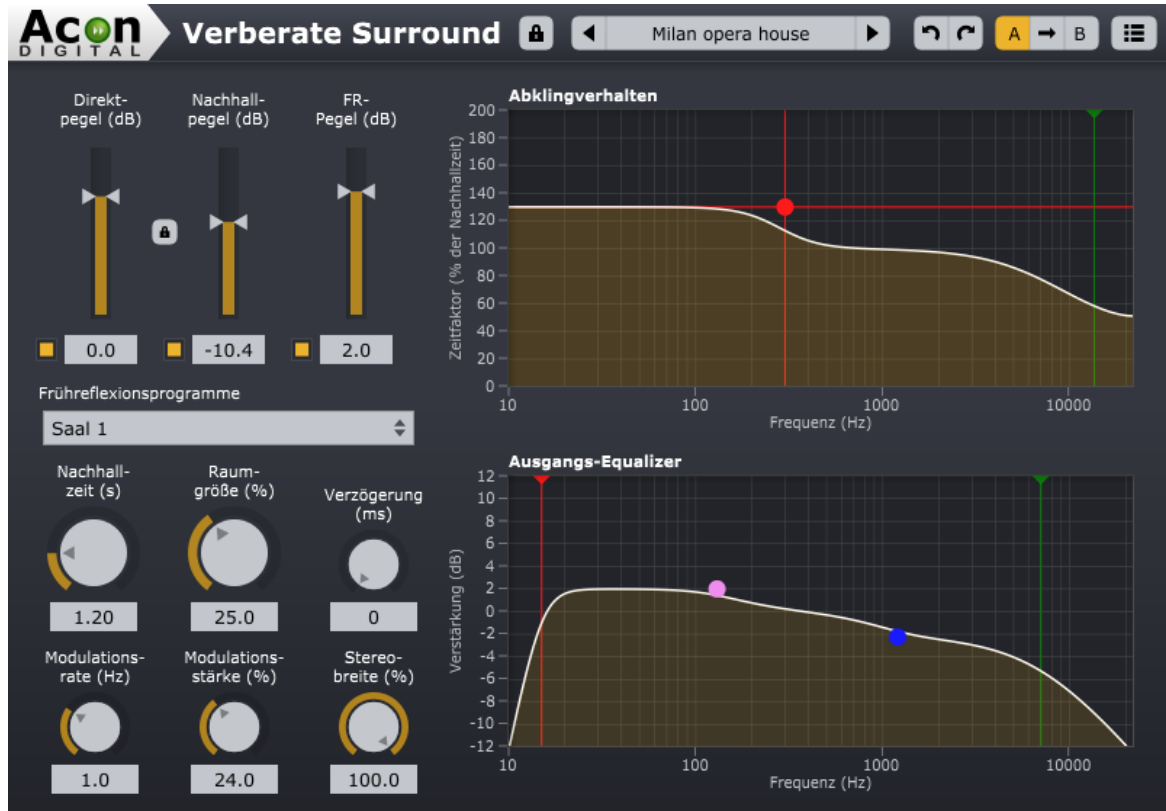 Acon
DIGITAL
Verberate Surround
Milan opera house
A
B
Direkt-
pegel (dB)
Nachhall-
pegel (dB)
FR-
Pegel (dB)
0.0
-10.4
2.0
Frühreflexionsprogramme
Saal 1
Nachhall-
zeit (s)
Raum-
größe (%)
Verzögerung
(ms)
1.20
25.0
0
Modulations-
rate (Hz)
Modulations-
stärke (%)
Stereo-
breite (%)
1.0
24.0
100.0
Abklingverhalten
Zeitfaktor (% der Nachhallzeit)
200
180
160
140
120
100
80
60
40
20
0
10
100
1000
10000
Frequenz (Hz)
Ausgangs-Equalizer
Verstärkung (dB)
12
10
8
6
4
2
0
-2
-4
-6
-8
-10
-12
10
100
1000
10000
Frequenz (Hz)